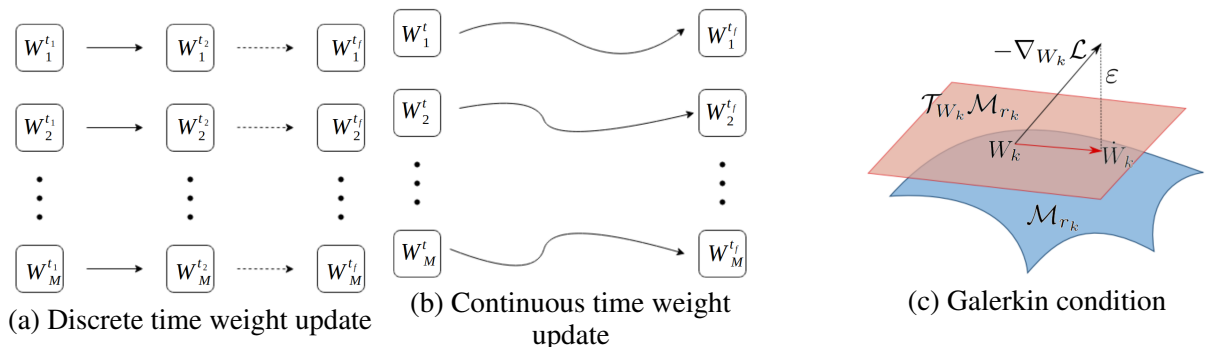 W_1^{t_1} W_1^{t_2} W_1^{t_f}
W_2^{t_1} W_2^{t_2} W_2^{t_f}
W_M^{t_1} W_M^{t_2} W_M^{t_f}
(a) Discrete time weight update
W_1^t W_1^{t_f}
W_2^t W_2^{t_f}
W_M^t W_M^{t_f}
(b) Continuous time weight
update
−∇_{W_k} ℒ
ε
𝒯_{W_k} ℳ_{r_k}
W_k Ẇ_k
ℳ_{r_k}
(c) Galerkin condition